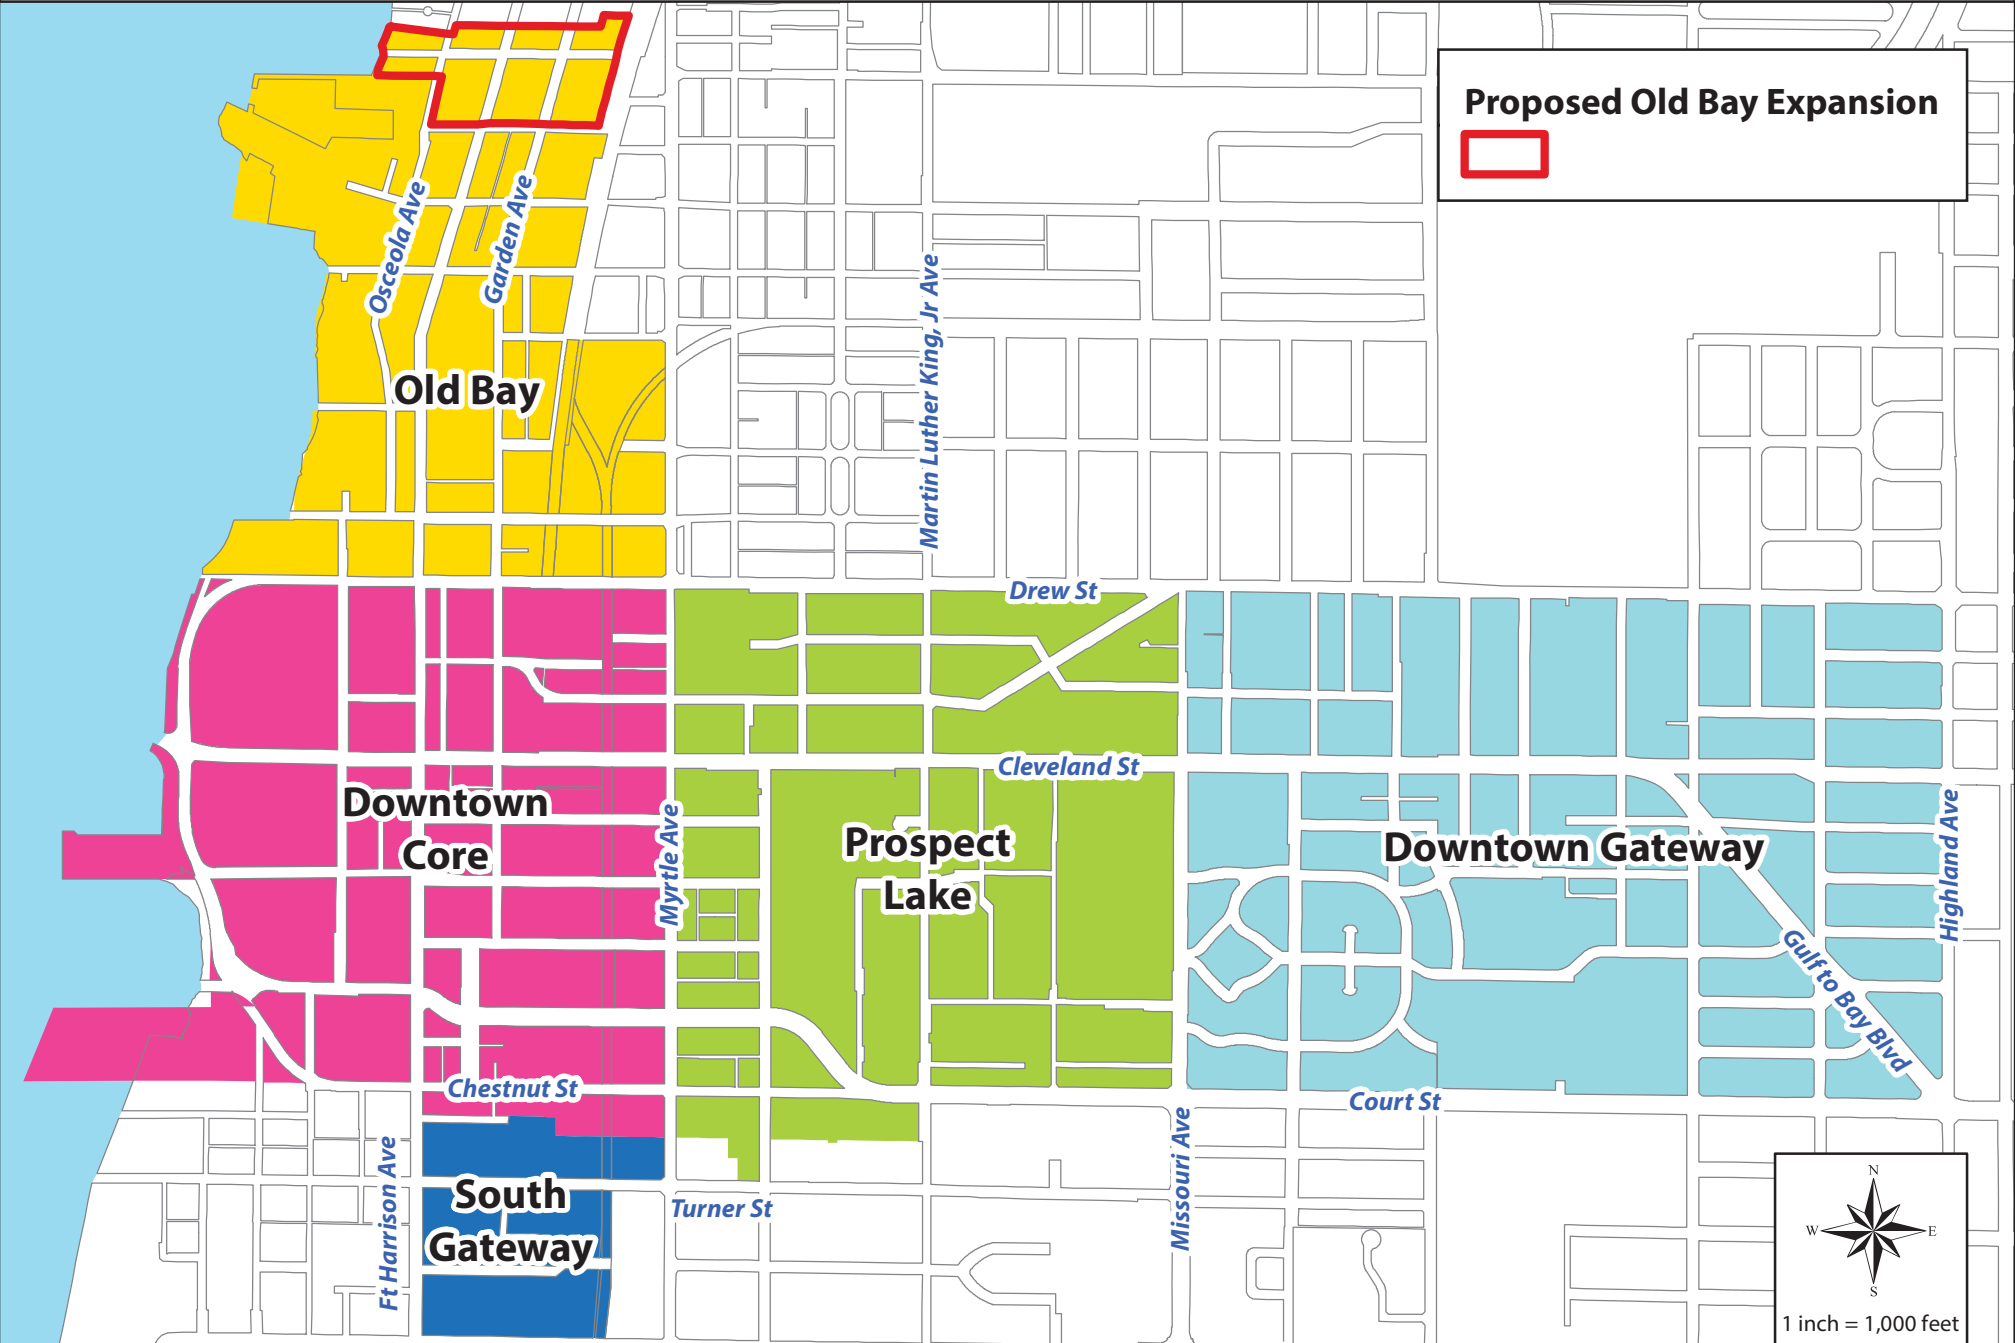 Proposed Old Bay Expansion
Osceola Ave
Garden Ave
Martin Luther King, Jr Ave
Old Bay
Drew St
Cleveland St
Downtown
Core
Myrtle Ave
Prospect
Lake
Downtown Gateway
Highland Ave
Gulf to Bay Blvd
Chestnut St
Court St
Ft Harrison Ave
South
Gateway
Turner St
Missouri Ave
N
W
E
S
1 inch = 1,000 feet